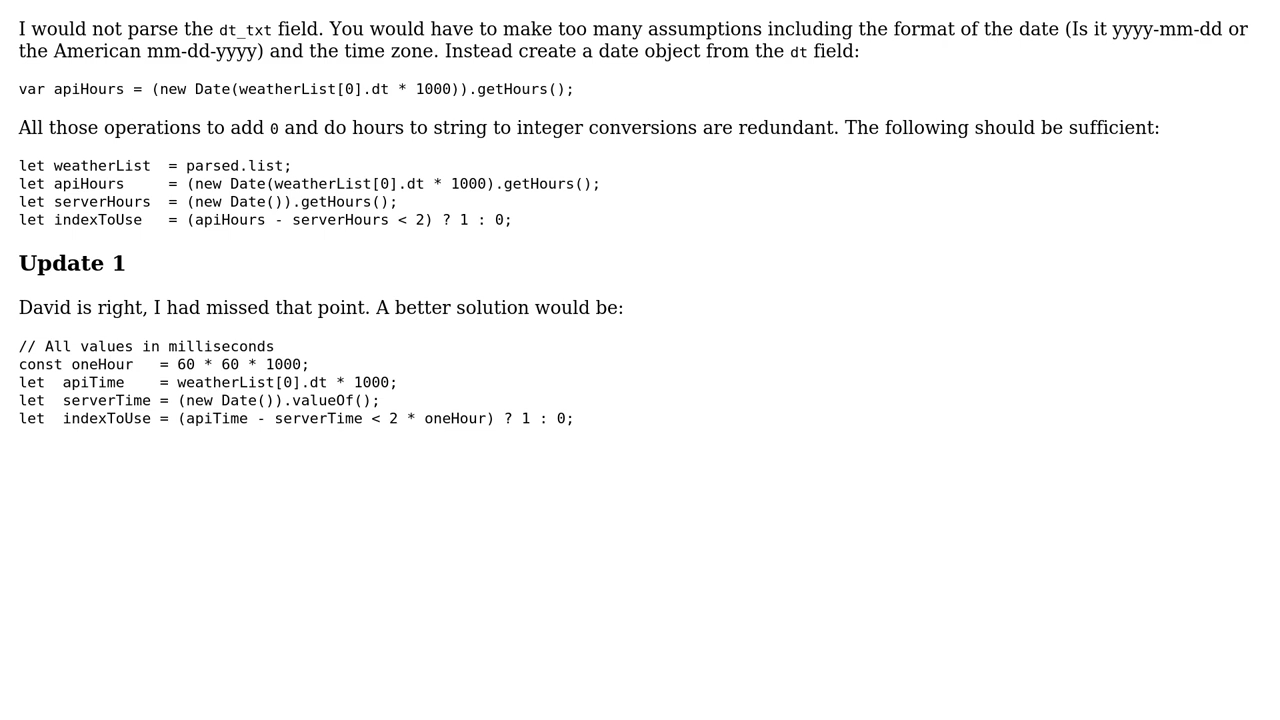 I would not parse the dt_txt field. You would have to make too many assumptions including the format of the date (Is it yyyy-mm-dd or
the American mm-dd-yyyy) and the time zone. Instead create a date object from the dt field:
var apiHours = (new Date(weatherList[0].dt * 1000)).getHours();
All those operations to add 0 and do hours to string to integer conversions are redundant. The following should be sufficient:
let weatherList  = parsed.list;
let apiHours     = (new Date(weatherList[0].dt * 1000).getHours();
let serverHours  = (new Date()).getHours();
let indexToUse   = (apiHours - serverHours < 2) ? 1 : 0;
Update 1
David is right, I had missed that point. A better solution would be:
// All values in milliseconds
const oneHour   = 60 * 60 * 1000;
let  apiTime    = weatherList[0].dt * 1000;
let  serverTime = (new Date()).valueOf();
let  indexToUse = (apiTime - serverTime < 2 * oneHour) ? 1 : 0;